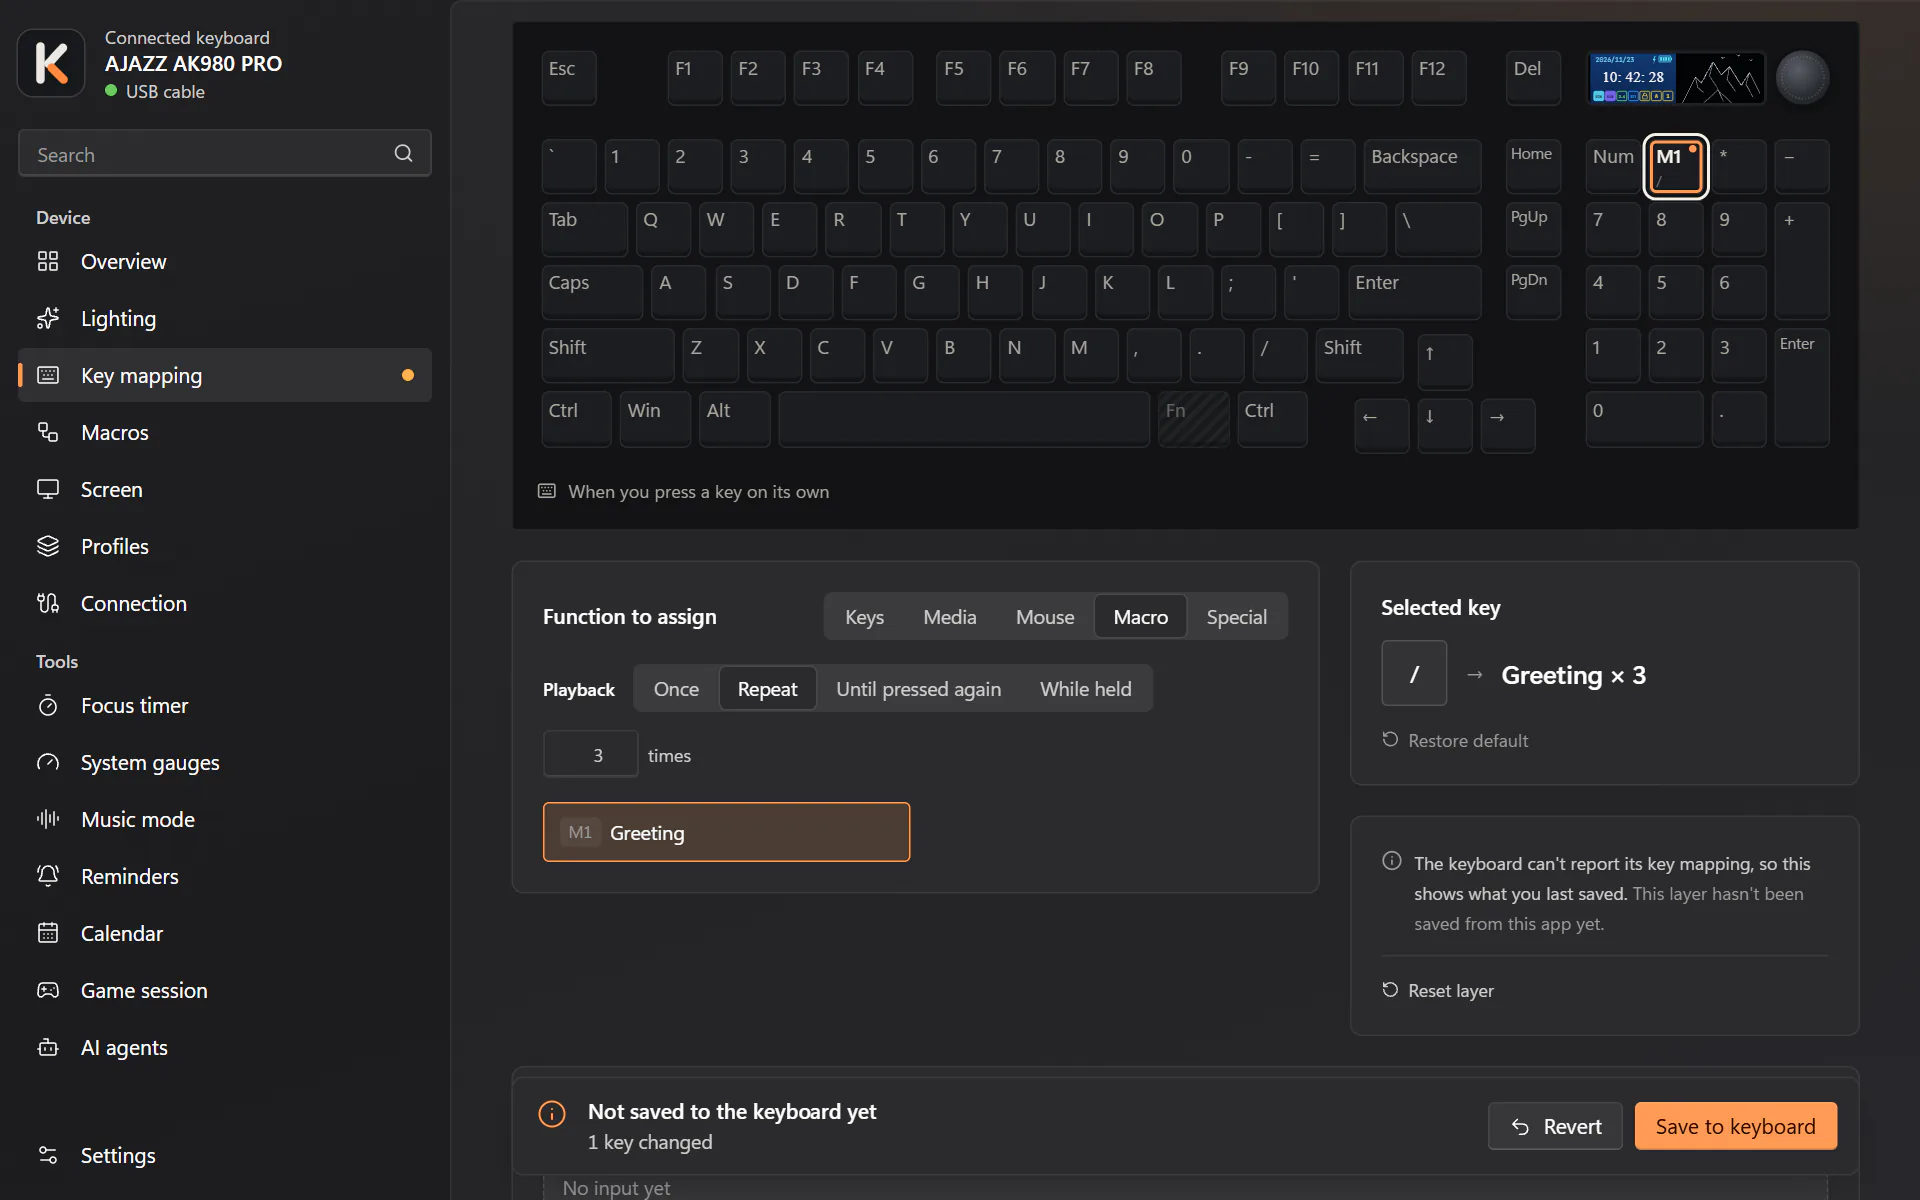 Connected keyboard
AJAZZ AK980 PRO
USB cable
Search
Device
Overview
Lighting
Key mapping
Macros
Screen
Profiles
Connection
Tools
Focus timer
System gauges
Music mode
Reminders
Calendar
Game session
AI agents
Settings
Esc F1 F2 F3 F4 F5 F6 F7 F8 F9 F10 F11 F12 Del
2026/11/23
10: 42: 28
` 1 2 3 4 5 6 7 8 9 0 - = Backspace Home Num M1 / * −
Tab Q W E R T Y U I O P [ ] \ PgUp 7 8 9 +
Caps A S D F G H J K L ; ' Enter PgDn 4 5 6
Shift Z X C V B N M , . / Shift ↑ 1 2 3 Enter
Ctrl Win Alt Fn Ctrl ← ↓ → 0 .
When you press a key on its own
Function to assign
Keys Media Mouse Macro Special
Playback Once Repeat Until pressed again While held
3 times
M1 Greeting
Selected key
/ → Greeting × 3
Restore default
The keyboard can't report its key mapping, so this
shows what you last saved. This layer hasn't been
saved from this app yet.
Reset layer
Not saved to the keyboard yet
1 key changed
Revert
Save to keyboard
No input yet